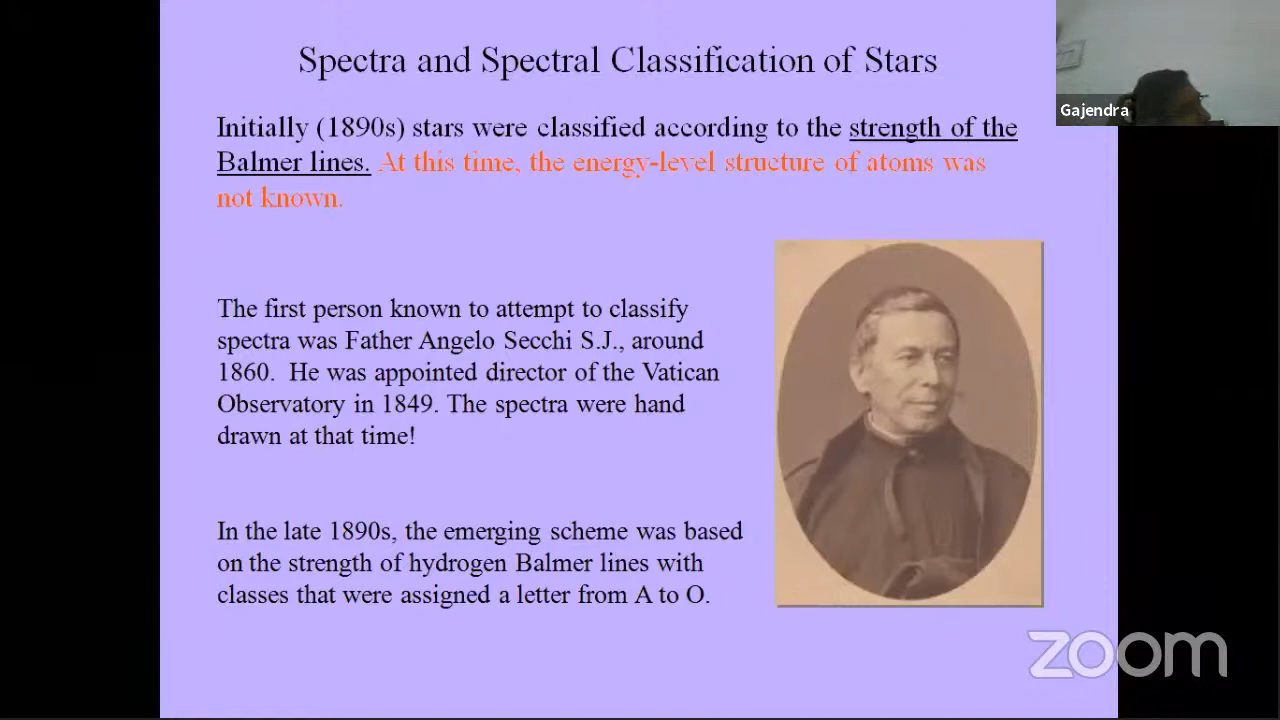 Spectra and Spectral Classification of Stars
Gajendra
Initially (1890s) stars were classified according to the strength of the
Balmer lines. At this time, the energy-level structure of atoms was
not known.
The first person known to attempt to classify
spectra was Father Angelo Secchi S.J., around
1860. He was appointed director of the Vatican
Observatory in 1849. The spectra were hand
drawn at that time!
In the late 1890s, the emerging scheme was based
on the strength of hydrogen Balmer lines with
classes that were assigned a letter from A to O.
zoom